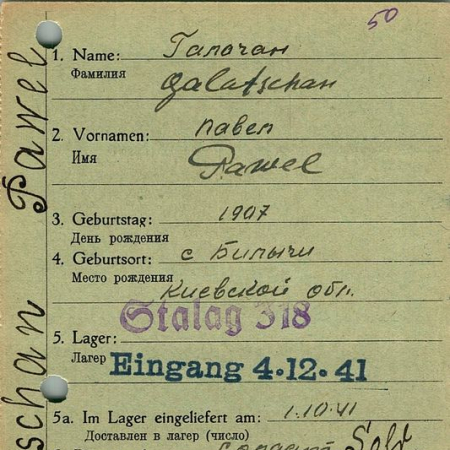 50
Pawel
schan
1. Name: Галочан
Фамилия Galatschan
2. Vornamen: Павел
Имя Pawel
3. Geburtstag: 1907
День рождения
4. Geburtsort: с Билычи
Место рождения Киевской обл.
Stalag 318
5. Lager:
Лагер Eingang 4.12.41
5a. Im Lager eingeliefert am: 1.10.41
Доставлен в лагер (число)
Sold